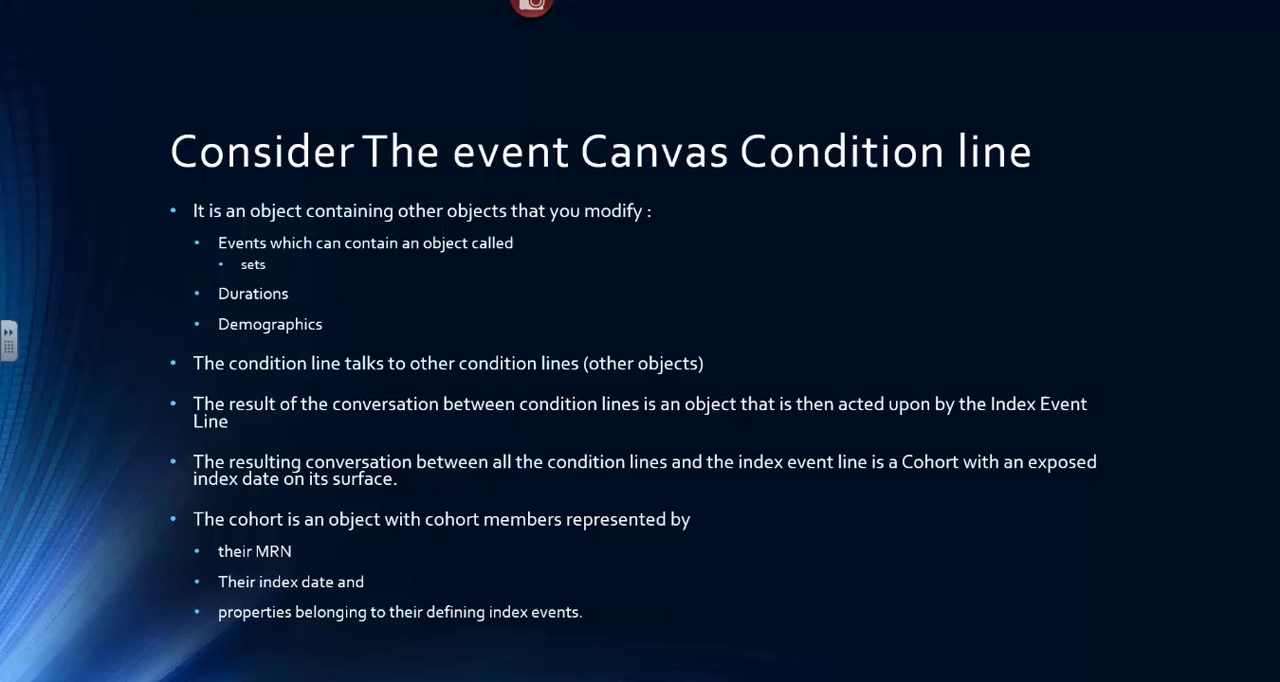 Consider The event Canvas Condition line
• It is an object containing other objects that you modify :
• Events which can contain an object called
• sets
• Durations
• Demographics
• The condition line talks to other condition lines (other objects)
• The result of the conversation between condition lines is an object that is then acted upon by the Index Event
Line
• The resulting conversation between all the condition lines and the index event line is a Cohort with an exposed
index date on its surface.
• The cohort is an object with cohort members represented by
• their MRN
• Their index date and
• properties belonging to their defining index events.